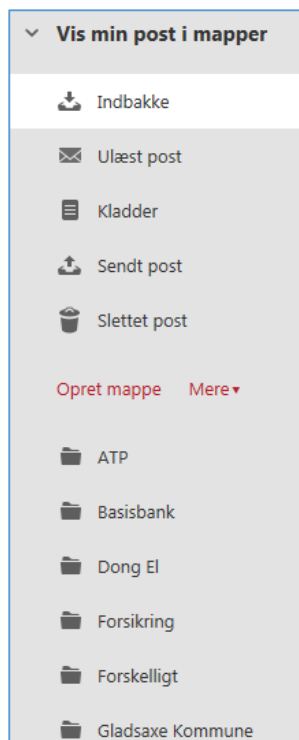 Vis min post i mapper
Indbakke
Ulæst post
Kladder
Sendt post
Slettet post
Opret mappe Mere▾
ATP
Basisbank
Dong El
Forsikring
Forskelligt
Gladsaxe Kommune